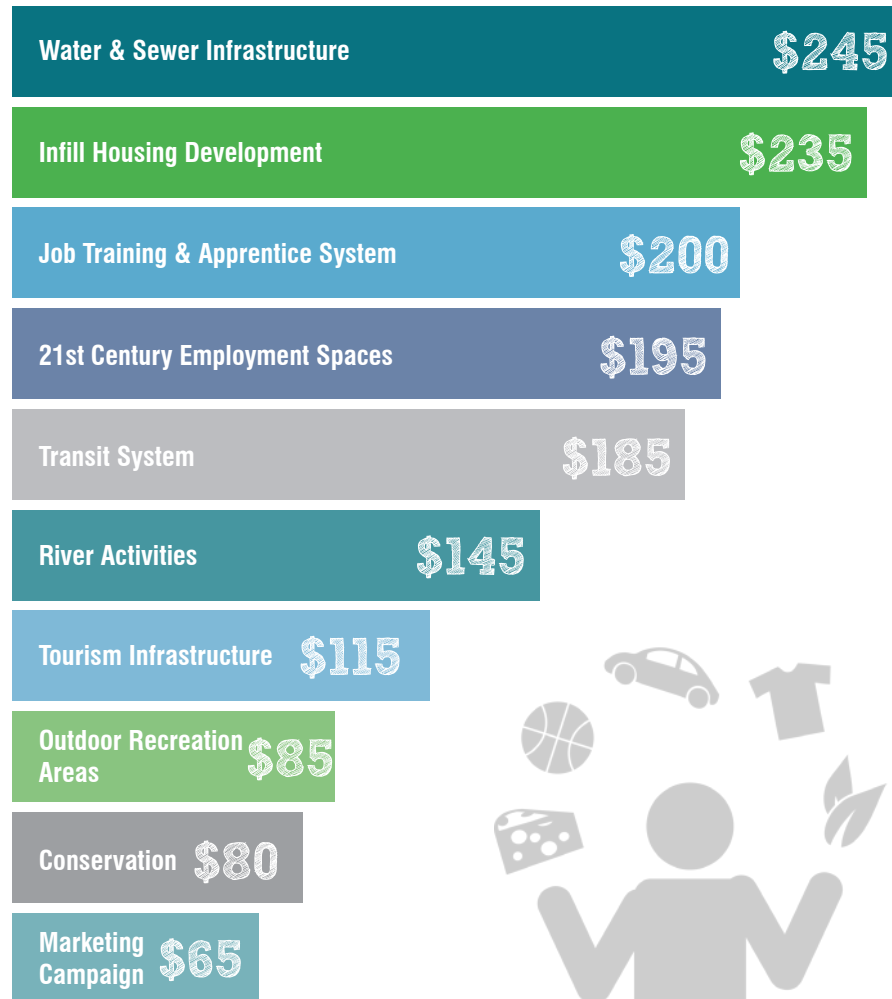 Water & Sewer Infrastructure $245
Infill Housing Development $235
Job Training & Apprentice System $200
21st Century Employment Spaces $195
Transit System $185
River Activities $145
Tourism Infrastructure $115
Outdoor Recreation
Areas $85
Conservation $80
Marketing
Campaign $65